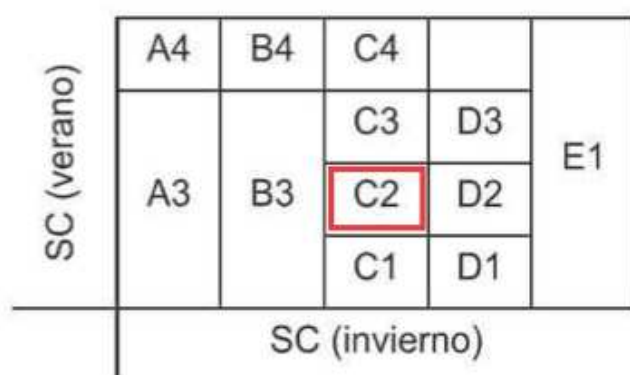 SC (verano)
A4 B4 C4
C3 D3
E1
A3 B3 C2 D2
C1 D1
SC (invierno)